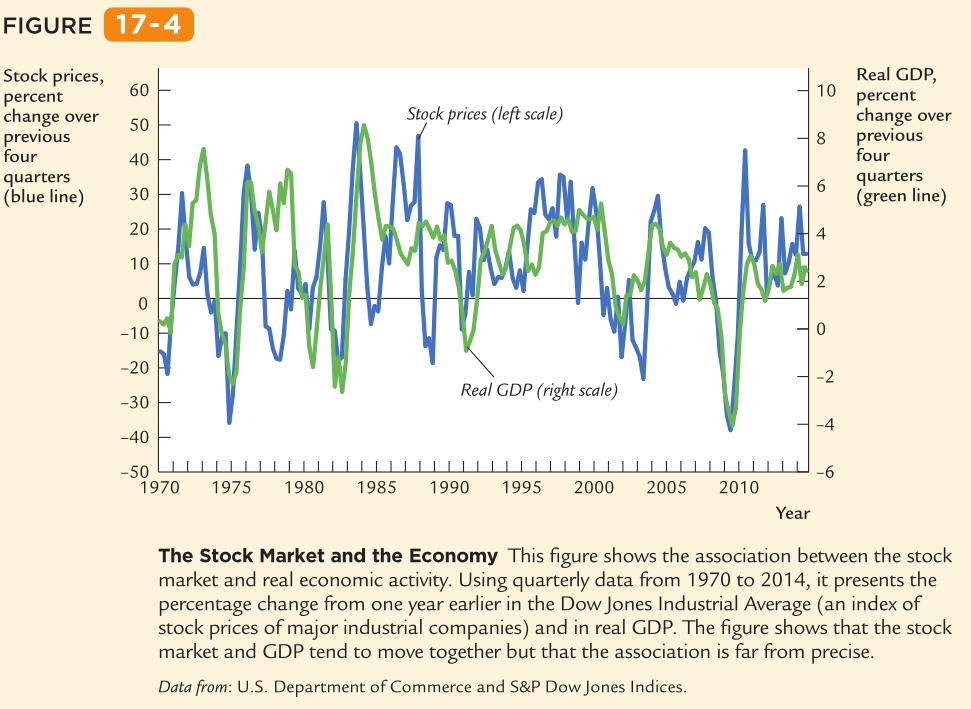 FIGURE 17-4
Stock prices,
percent
change over
previous
four
quarters
(blue line)
Real GDP,
percent
change over
previous
four
quarters
(green line)
60
50
40
30
20
10
0
–10
–20
–30
–40
–50
10
8
6
4
2
0
–2
–4
–6
Stock prices (left scale)
Real GDP (right scale)
1970 1975 1980 1985 1990 1995 2000 2005 2010
Year
The Stock Market and the Economy This figure shows the association between the stock
market and real economic activity. Using quarterly data from 1970 to 2014, it presents the
percentage change from one year earlier in the Dow Jones Industrial Average (an index of
stock prices of major industrial companies) and in real GDP. The figure shows that the stock
market and GDP tend to move together but that the association is far from precise.
Data from: U.S. Department of Commerce and S&P Dow Jones Indices.